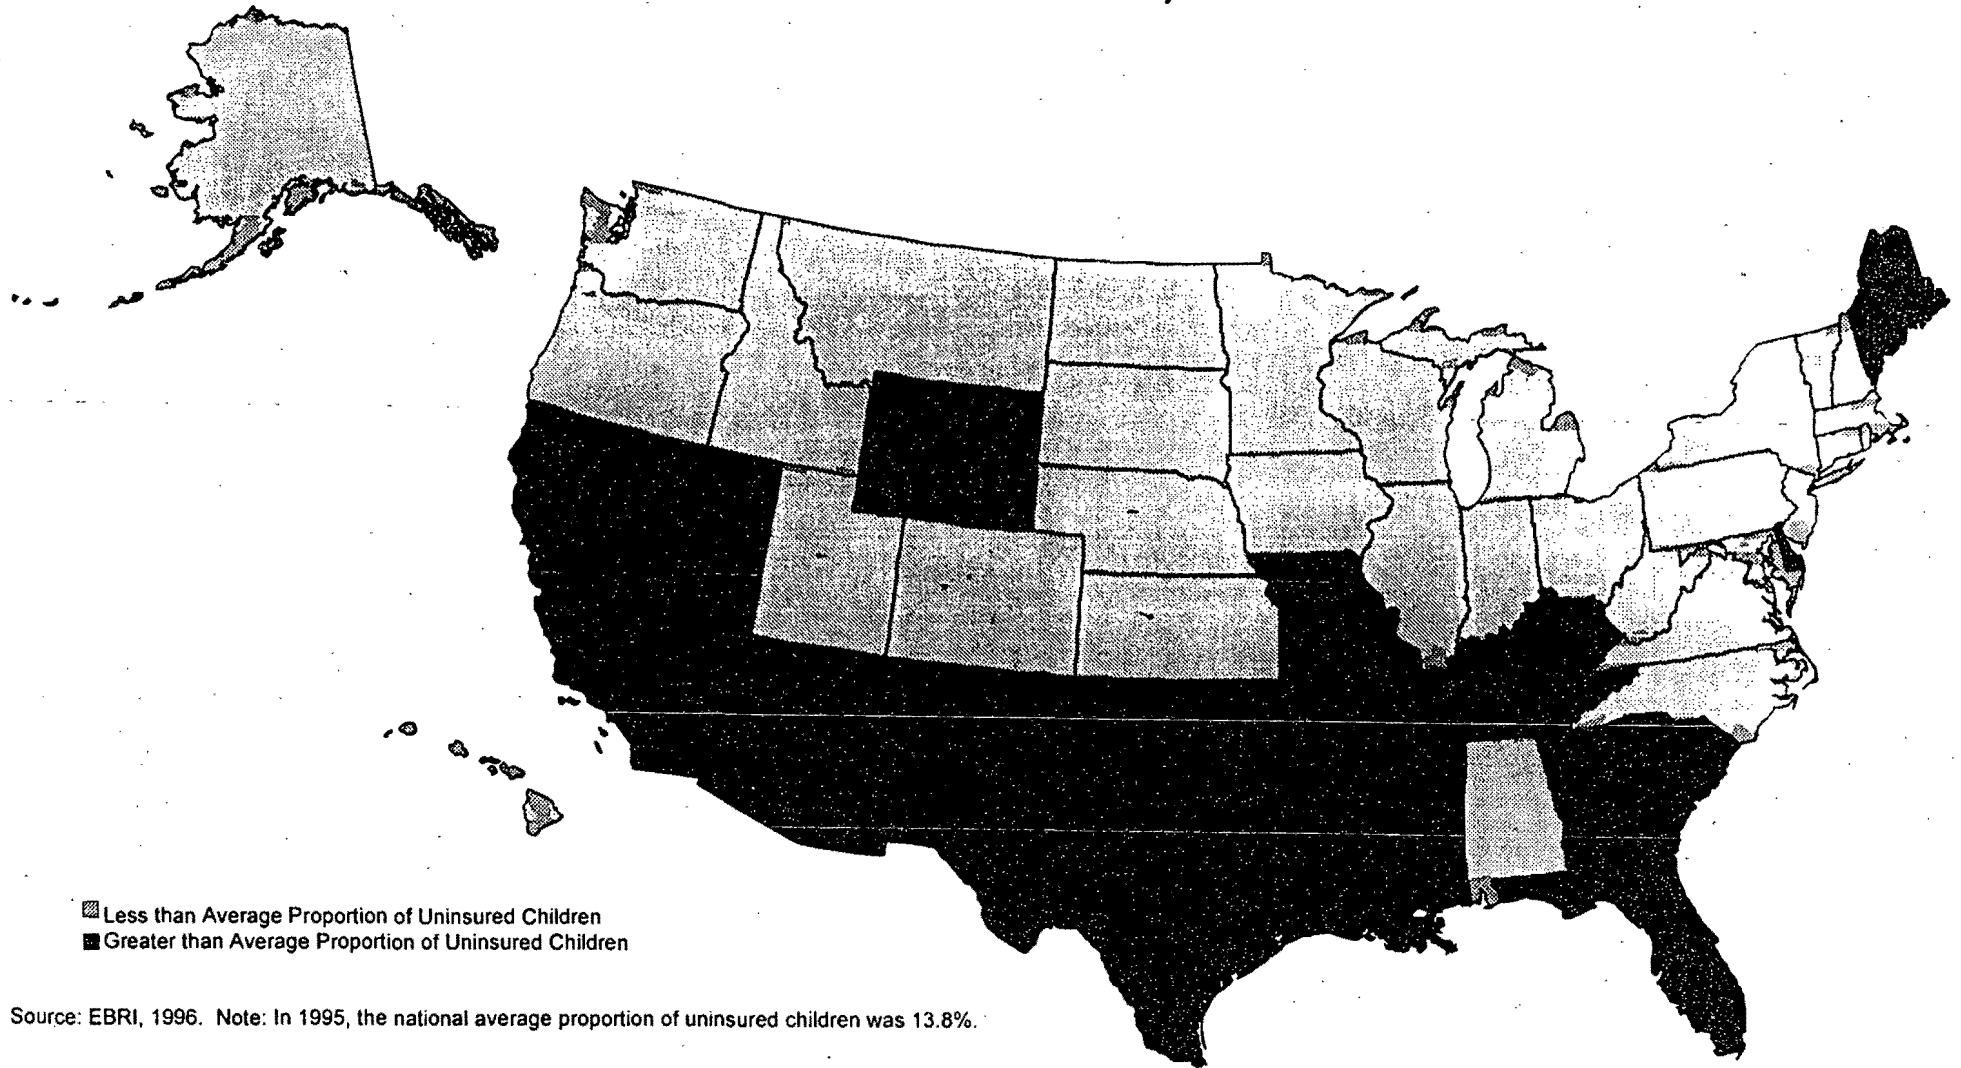 Less than Average Proportion of Uninsured Children
Greater than Average Proportion of Uninsured Children
Source: EBRI, 1996. Note: In 1995, the national average proportion of uninsured children was 13.8%.